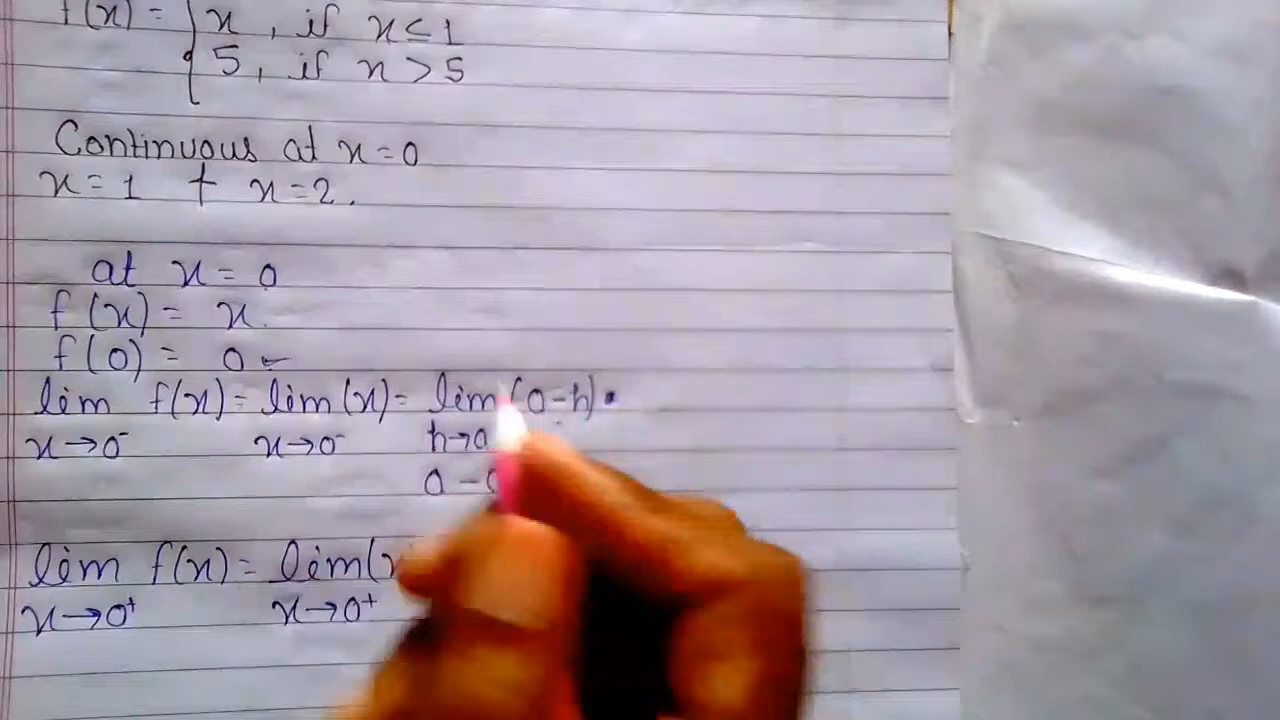 f(x) = { x, if x ≤ 1
5, if x > 5
Continuous at x = 0
x = 1 + x = 2.
at x = 0
f(x) = x.
f(0) = 0
lim f(x) = lim (x) = lim (0-h)
x→0⁻ x→0⁻ h→0
0 -
lim f(x) = lim(x
x→0⁺ x→0⁺